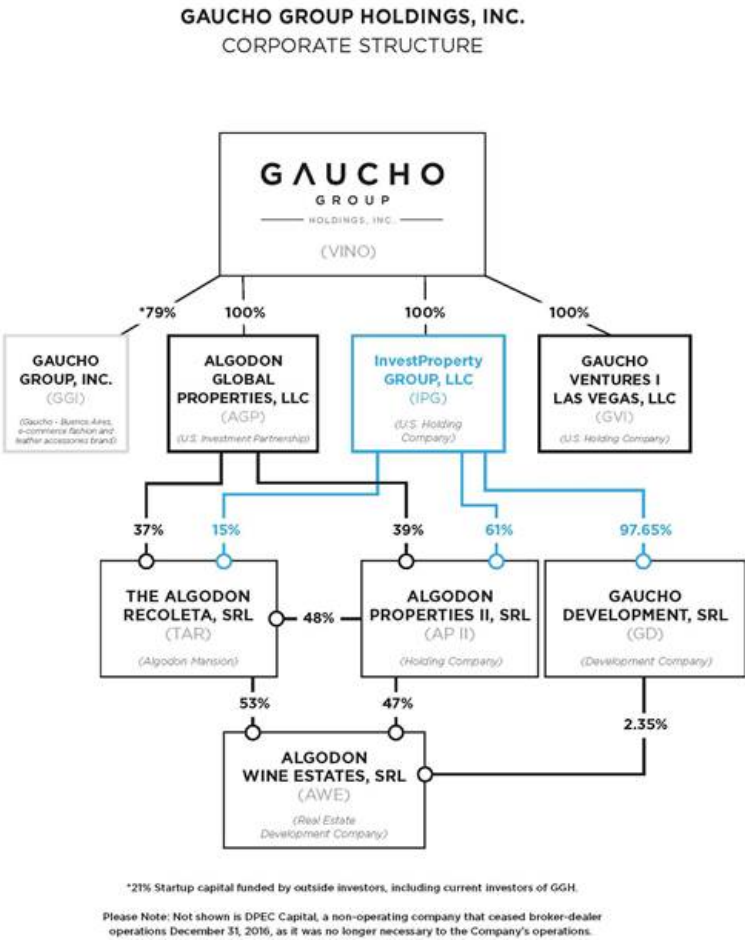 GAUCHO GROUP HOLDINGS, INC.
CORPORATE STRUCTURE
GΛUCHO
GROUP
HOLDINGS, INC.
(VINO)
*79%
100%
100%
100%
GAUCHO
GROUP, INC.
(GGI)
(Gaucho - Buenos Aires,
e-commerce fashion and
leather accessories brand)
ALGODON
GLOBAL
PROPERTIES, LLC
(AGP)
(U.S. Investment Partnership)
InvestProperty
GROUP, LLC
(IPG)
(U.S. Holding
Company)
GAUCHO
VENTURES I
LAS VEGAS, LLC
(GVI)
(U.S. Holding Company)
37%
15%
39%
61%
97.65%
THE ALGODON
RECOLETA, SRL
(TAR)
(Algodon Mansion)
48%
ALGODON
PROPERTIES II, SRL
(AP II)
(Holding Company)
GAUCHO
DEVELOPMENT, SRL
(GD)
(Development Company)
53%
47%
2.35%
ALGODON
WINE ESTATES, SRL
(AWE)
(Real Estate
Development Company)
*21% Startup capital funded by outside investors, including current investors of GGH.
Please Note: Not shown is DPEC Capital, a non-operating company that ceased broker-dealer
operations December 31, 2016, as it was no longer necessary to the Company's operations.